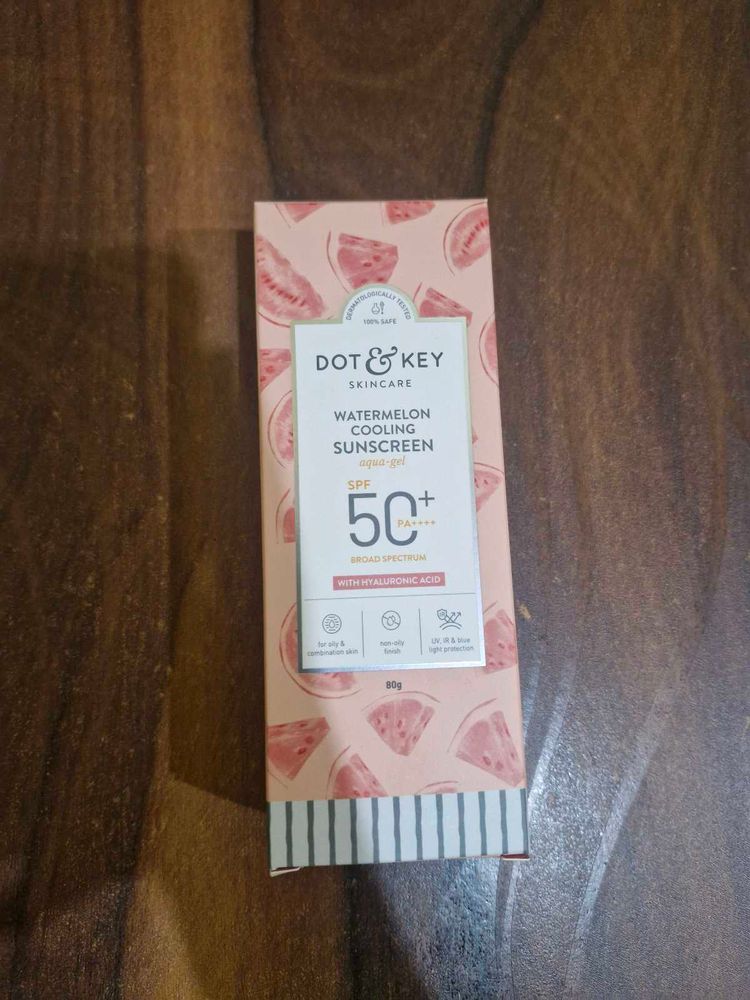 DERMATOLOGICALLY TESTED
100% SAFE
DOT & KEY
SKINCARE
WATERMELON
COOLING
SUNSCREEN
aqua-gel
SPF
50+
PA++++
BROAD SPECTRUM
WITH HYALURONIC ACID
for oily &
combination skin
non-oily
finish
UV, IR & blue
light protection
80g